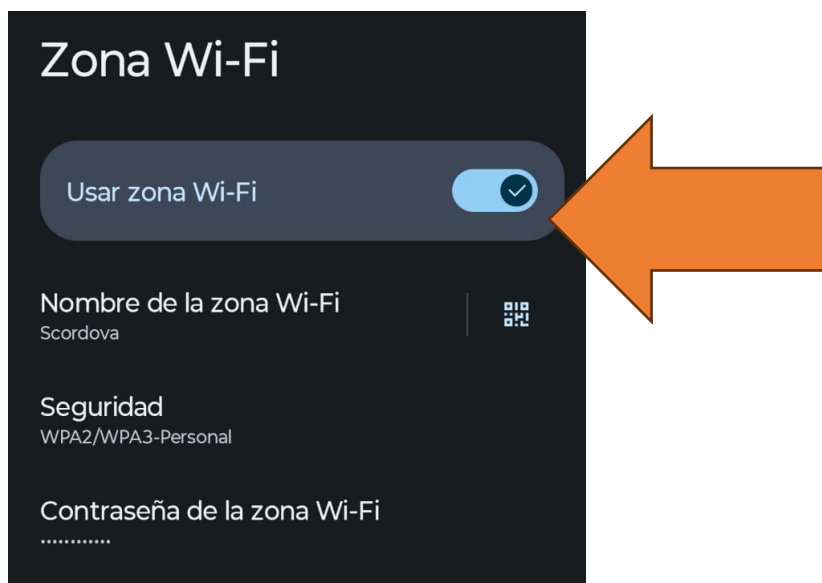 Zona Wi-Fi
Usar zona Wi-Fi
Nombre de la zona Wi-Fi
Scordova
Seguridad
WPA2/WPA3-Personal
Contraseña de la zona Wi-Fi
••••••••••••